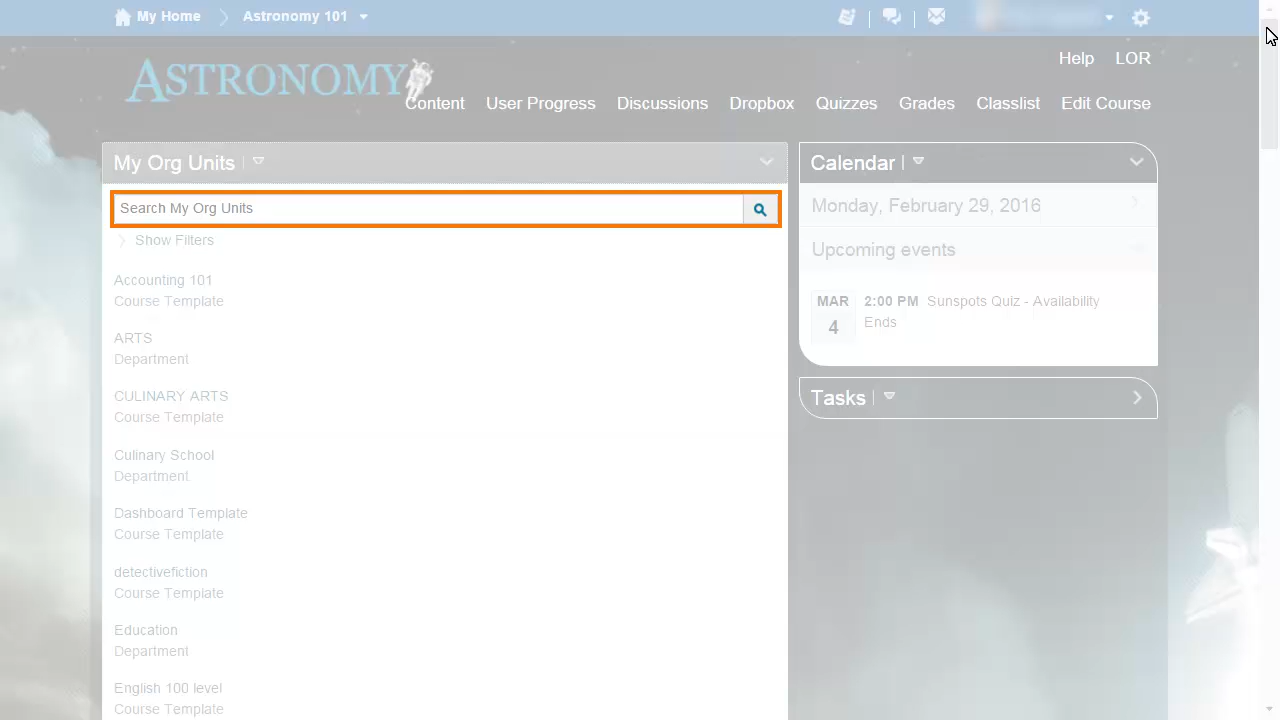 My Home
Astronomy 101
ASTRONOMY
Help LOR
Content User Progress Discussions Dropbox Quizzes Grades Classlist Edit Course
My Org Units
Search My Org Units
Show Filters
Accounting 101
Course Template
ARTS
Department
CULINARY ARTS
Course Template
Culinary School
Department
Dashboard Template
Course Template
detectivefiction
Course Template
Education
Department
English 100 level
Course Template
Calendar
Monday, February 29, 2016
Upcoming events
MAR
4
2:00 PM Sunspots Quiz - Availability
Ends
Tasks